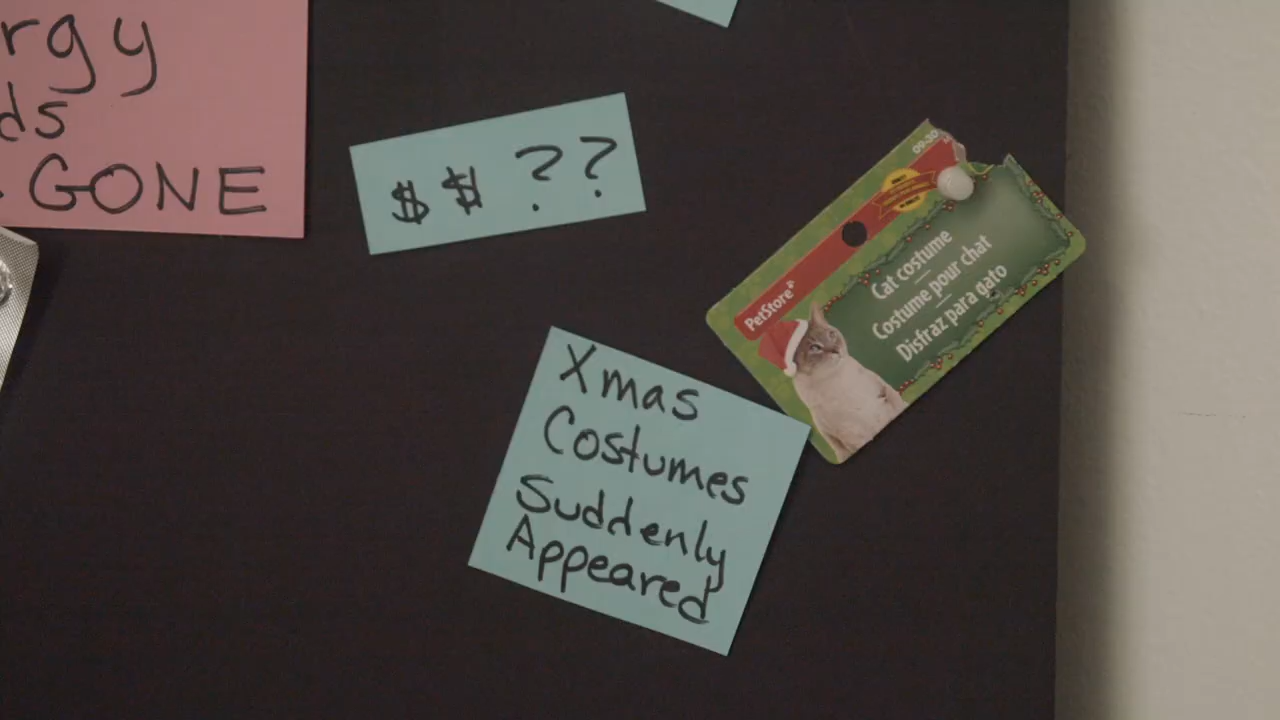 rgy
ds
GONE
$ $ ? ?
PetStore
Cat costume
Costume pour chat
Disfraz para gato
Xmas
Costumes
Suddenly
Appeared